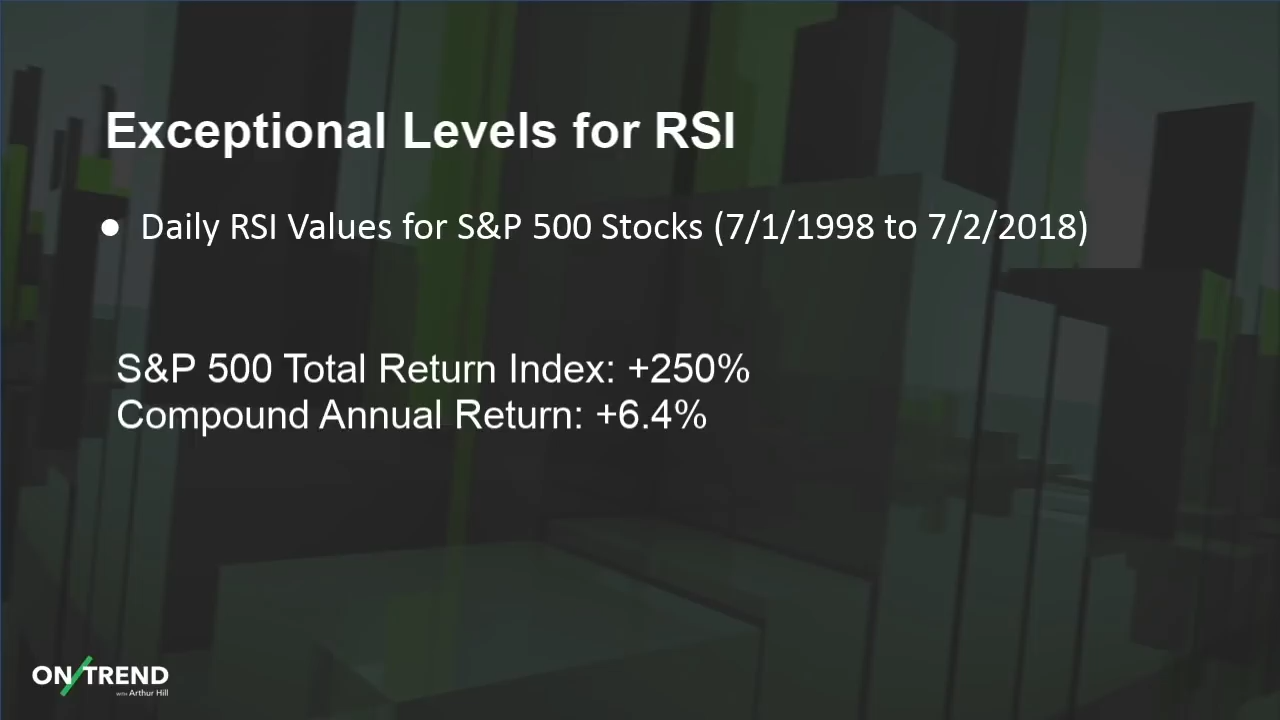 Exceptional Levels for RSI
● Daily RSI Values for S&P 500 Stocks (7/1/1998 to 7/2/2018)
S&P 500 Total Return Index: +250%
Compound Annual Return: +6.4%
ON/TREND
with Arthur Hill